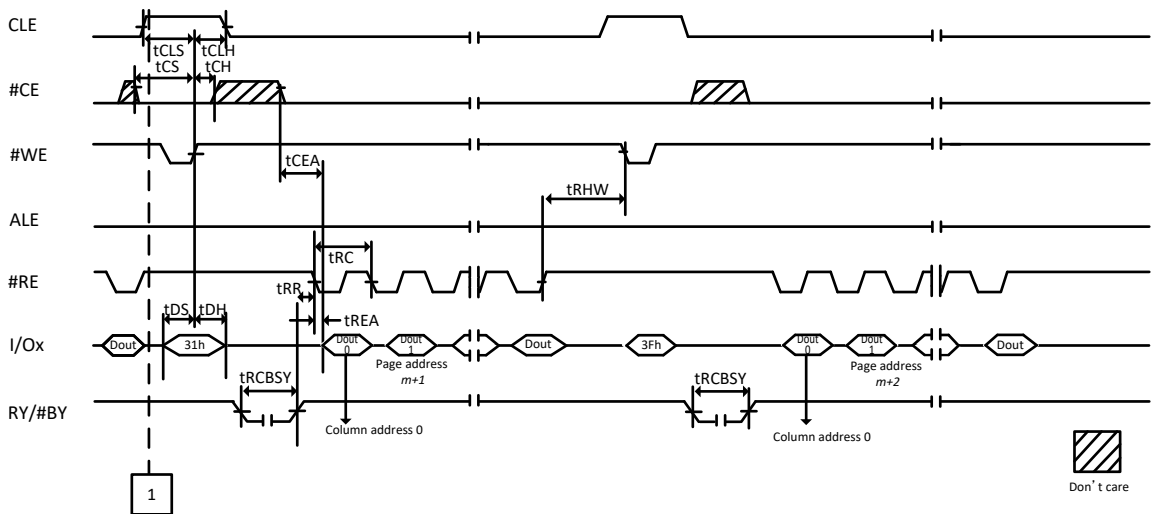 CLE
tCLS tCLH
tCS tCH
#CE
#WE
tCEA
tRHW
ALE
tRC
#RE
tRR
tDS tDH
tREA
I/Ox
Dout 31h Dout 0 Dout 1 Dout 3Fh Dout 0 Dout 1 Dout
Page address m+1
Page address m+2
tRCBSY tRCBSY
RY/#BY
Column address 0
Column address 0
Don't care
1